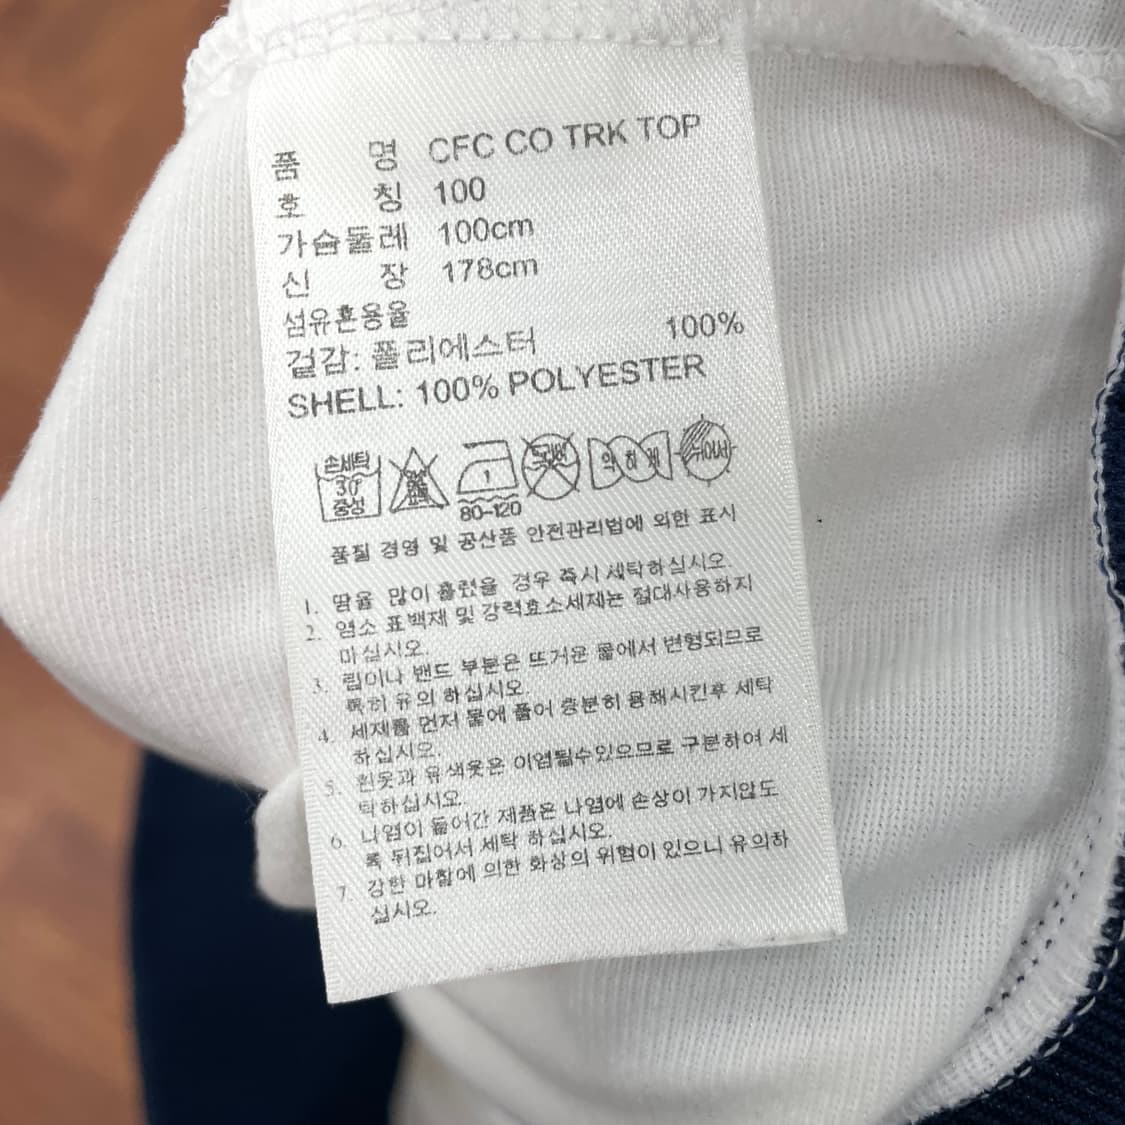 품 명 CFC CO TRK TOP
호 칭 100
가슴둘레 100cm
신 장 178cm
섬유혼용율
겉감: 폴리에스터 100%
SHELL: 100% POLYESTER
손세탁 30° 중성
1
80-120
약하게
뉘어서
품질 경영 및 공산품 안전관리법에 의한 표시
1. 땀을 많이 흘렸을 경우 즉시 세탁하십시오.
2. 염소 표백제 및 강력효소세제는 절대사용하지
마십시오.
3. 립이나 밴드 부분은 뜨거운 물에서 변형되므로
특히 유의 하십시오.
4. 세제를 먼저 물에 풀어 충분히 용해시킨후 세탁
하십시오.
5. 흰옷과 유색옷은 이염될수있으므로 구분하여 세
탁하십시오.
6. 나염이 들어간 제품은 나염에 손상이 가지않도
록 뒤집어서 세탁 하십시오.
7. 강한 마찰에 의한 화상의 위험이 있으니 유의하
십시오.